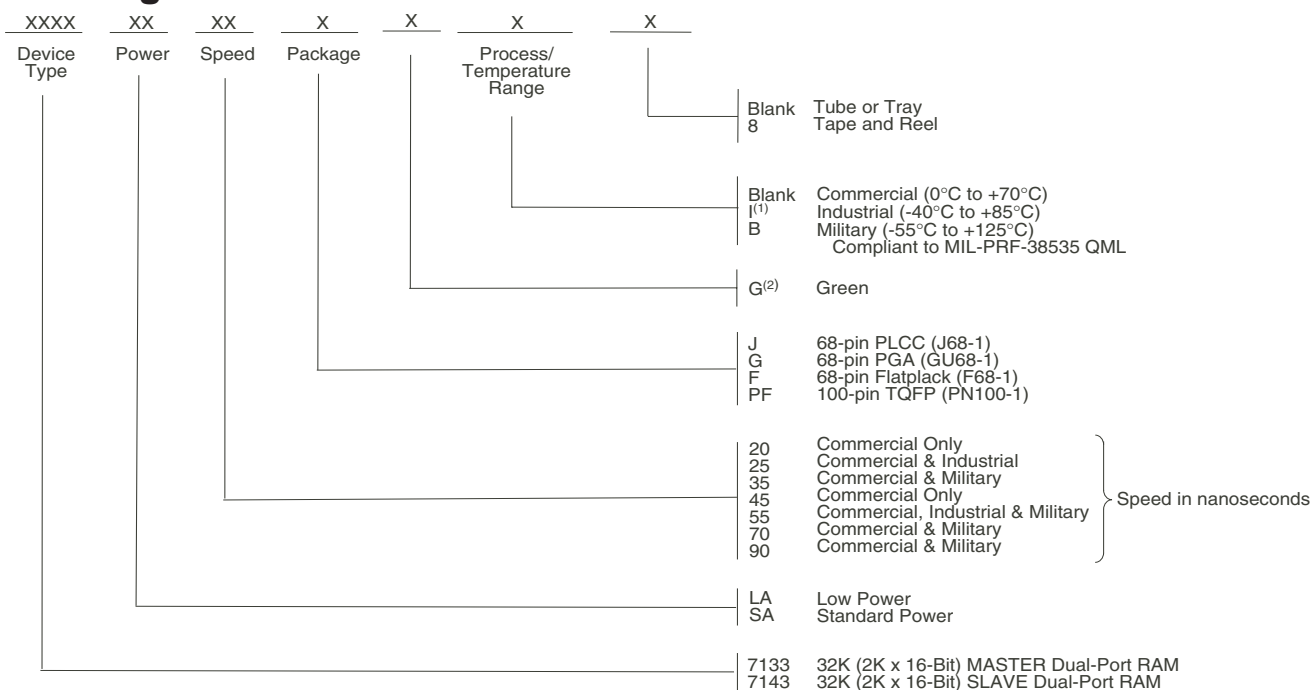 XXXX XX XX X X X X
Device Type Power Speed Package Process/ Temperature Range
Blank Tube or Tray
8 Tape and Reel
Blank Commercial (0°C to +70°C)
I(1) Industrial (-40°C to +85°C)
B Military (-55°C to +125°C)
Compliant to MIL-PRF-38535 QML
G(2) Green
J 68-pin PLCC (J68-1)
G 68-pin PGA (GU68-1)
F 68-pin Flatplack (F68-1)
PF 100-pin TQFP (PN100-1)
20 Commercial Only
25 Commercial & Industrial
35 Commercial & Military
45 Commercial Only
55 Commercial, Industrial & Military
70 Commercial & Military
90 Commercial & Military
Speed in nanoseconds
LA Low Power
SA Standard Power
7133 32K (2K x 16-Bit) MASTER Dual-Port RAM
7143 32K (2K x 16-Bit) SLAVE Dual-Port RAM